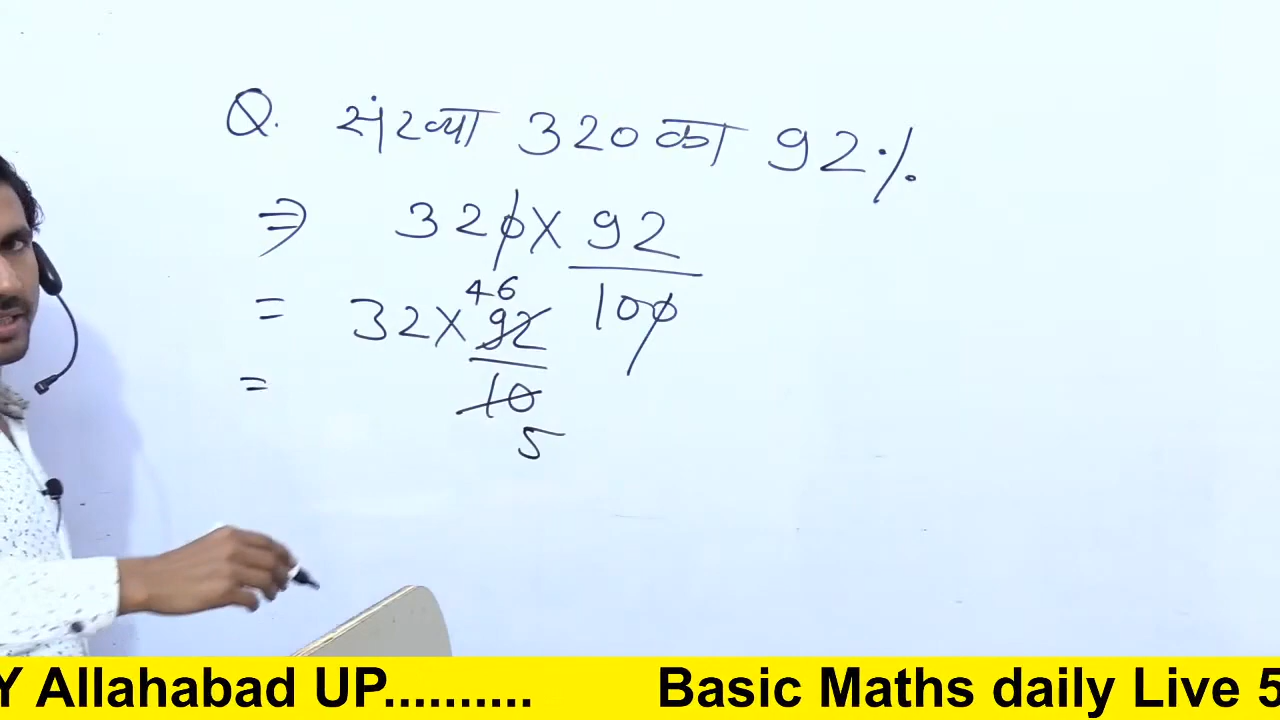 Q. संख्या 320 का 92%
⇒ 320 X 92
100
46
= 32 X 92
10
5
=
Y Allahabad UP.......... Basic Maths daily Live 5